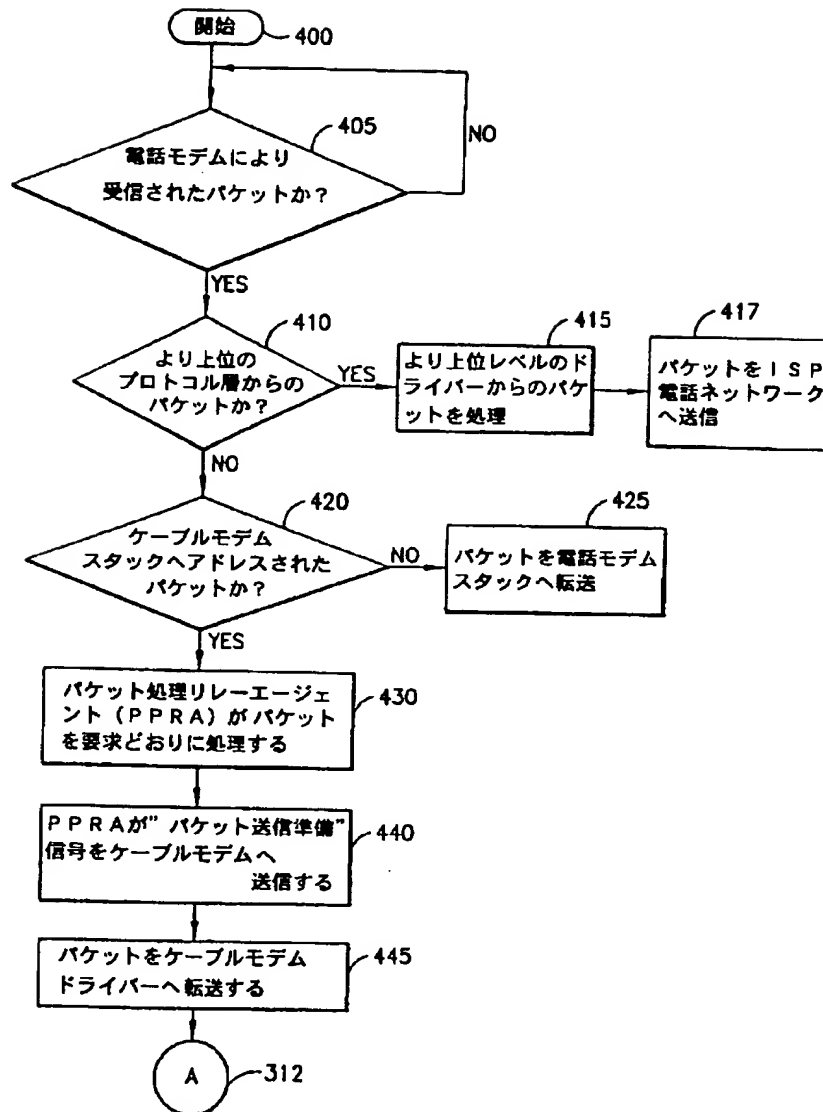 開始
400
405
電話モデムにより
受信されたパケットか？
NO
YES
410
より上位の
プロトコル層からの
パケットか？
YES
415
より上位レベルのド
ライバーからのパケ
ットを処理
417
パケットをＩＳＰ
電話ネットワーク
へ送信
NO
420
ケーブルモデム
スタックへアドレスされた
パケットか？
NO
425
パケットを電話モデム
スタックへ転送
YES
パケット処理リレーエージェ
ント（ＰＰＲＡ）がパケット
を要求どおりに処理する
430
ＰＰＲＡが”パケット送信準備”
信号をケーブルモデムへ
送信する
440
パケットをケーブルモデム
ドライバーへ転送する
445
A
312